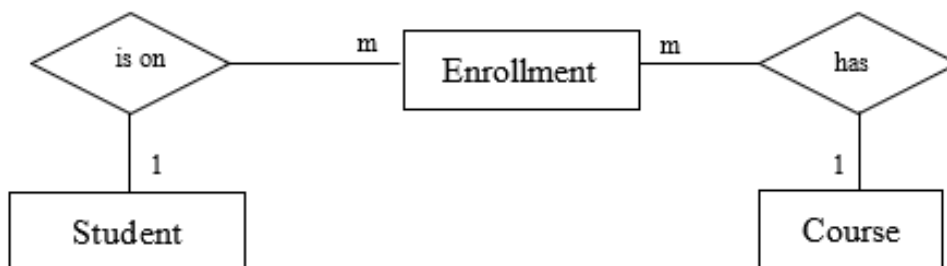 is on
m
Enrollment
m
has
1
1
Student
Course